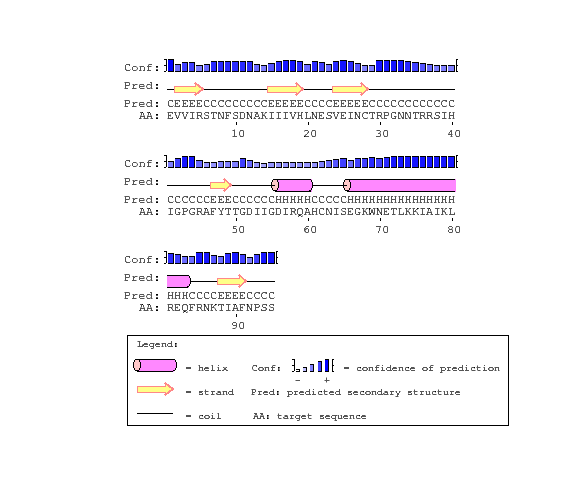 Conf:
Pred:
Pred: CEEEECCCCCCCCCEEEEECCCCEEEEECCCCCCCCCCCC
AA: EVVIRSTNFSDNAKIIIVHLNESVEINCTRPGNNTRRSIH
10 20 30 40
Conf:
Pred:
Pred: CCCCCCEEECCCCCCHHHHHCCCCCHHHHHHHHHHHHHHH
AA: IGPGRAFYTTGDIIGDIRQAHCNISEGKWNETLKKIAIKL
50 60 70 80
Conf:
Pred:
Pred: HHHCCCCEEEECCCC
AA: REQFRNKTIAFNPSS
90
Legend:
= helix Conf: = confidence of prediction
- +
= strand Pred: predicted secondary structure
= coil AA: target sequence